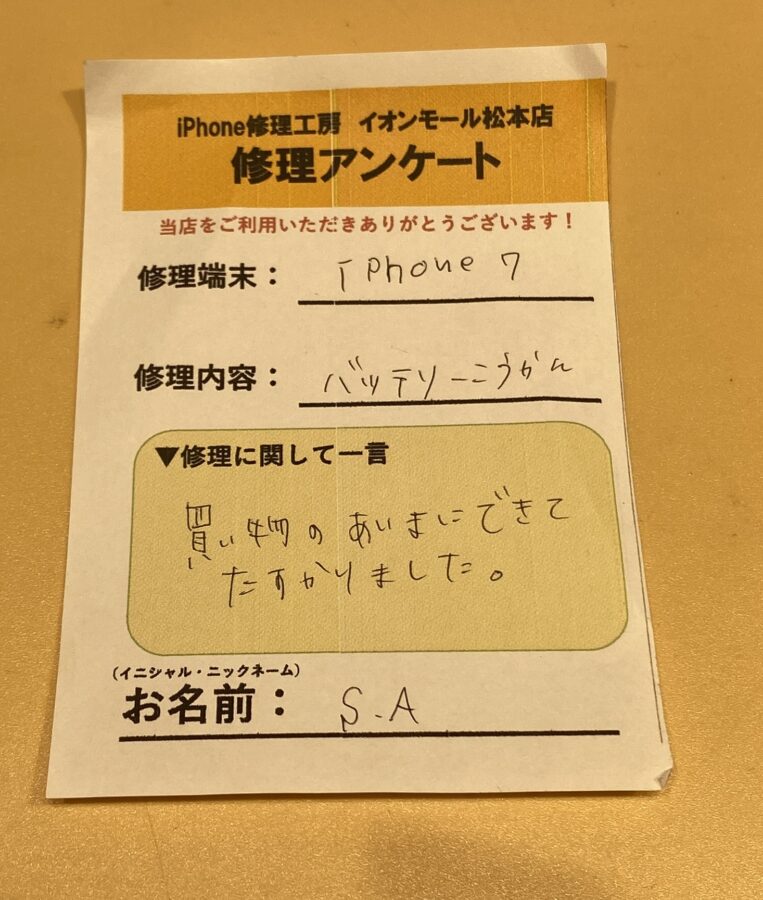 iPhone修理工房 イオンモール松本店
修理アンケート
当店をご利用いただきありがとうございます！
修理端末： iPhone 7
修理内容： バッテリーこうかん
▼修理に関して一言
買い物のあいまにできて
たすかりました。
（イニシャル・ニックネーム）
お名前： S.A